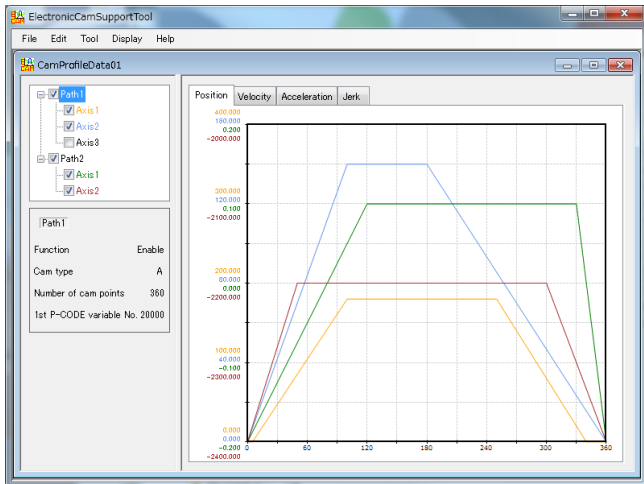 ElectronicCamSupportTool
File Edit Tool Display Help
CamProfileData01
Path1
Axis1
Axis2
Axis3
Path2
Axis1
Axis2
Path1
Function Enable
Cam type A
Number of cam points 360
1st P-CODE variable No. 20000
Position Velocity Acceleration Jerk
400.000
160.000
0.200
-2000.000
300.000
120.000
0.100
-2100.000
200.000
80.000
0.000
-2200.000
100.000
40.000
-0.100
-2300.000
0.000
0.000
-0.200
-2400.000
0 60 120 180 240 300 360